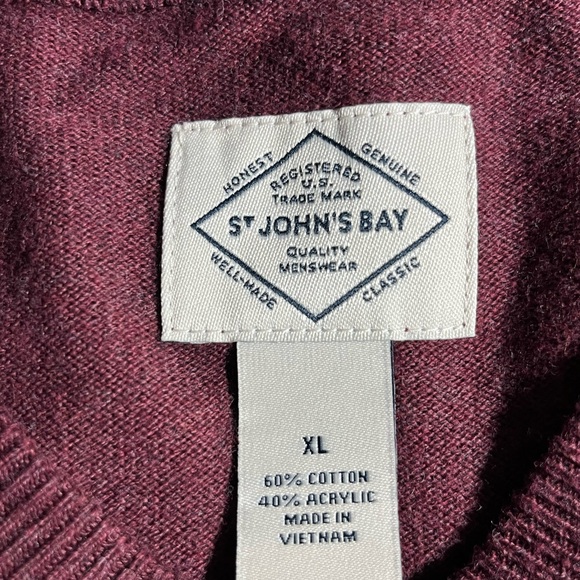 HONEST
GENUINE
REGISTERED
U.S.
TRADE MARK
ST JOHN'S BAY
QUALITY
MENSWEAR
WELL-MADE
CLASSIC
XL
60% COTTON
40% ACRYLIC
MADE IN
VIETNAM